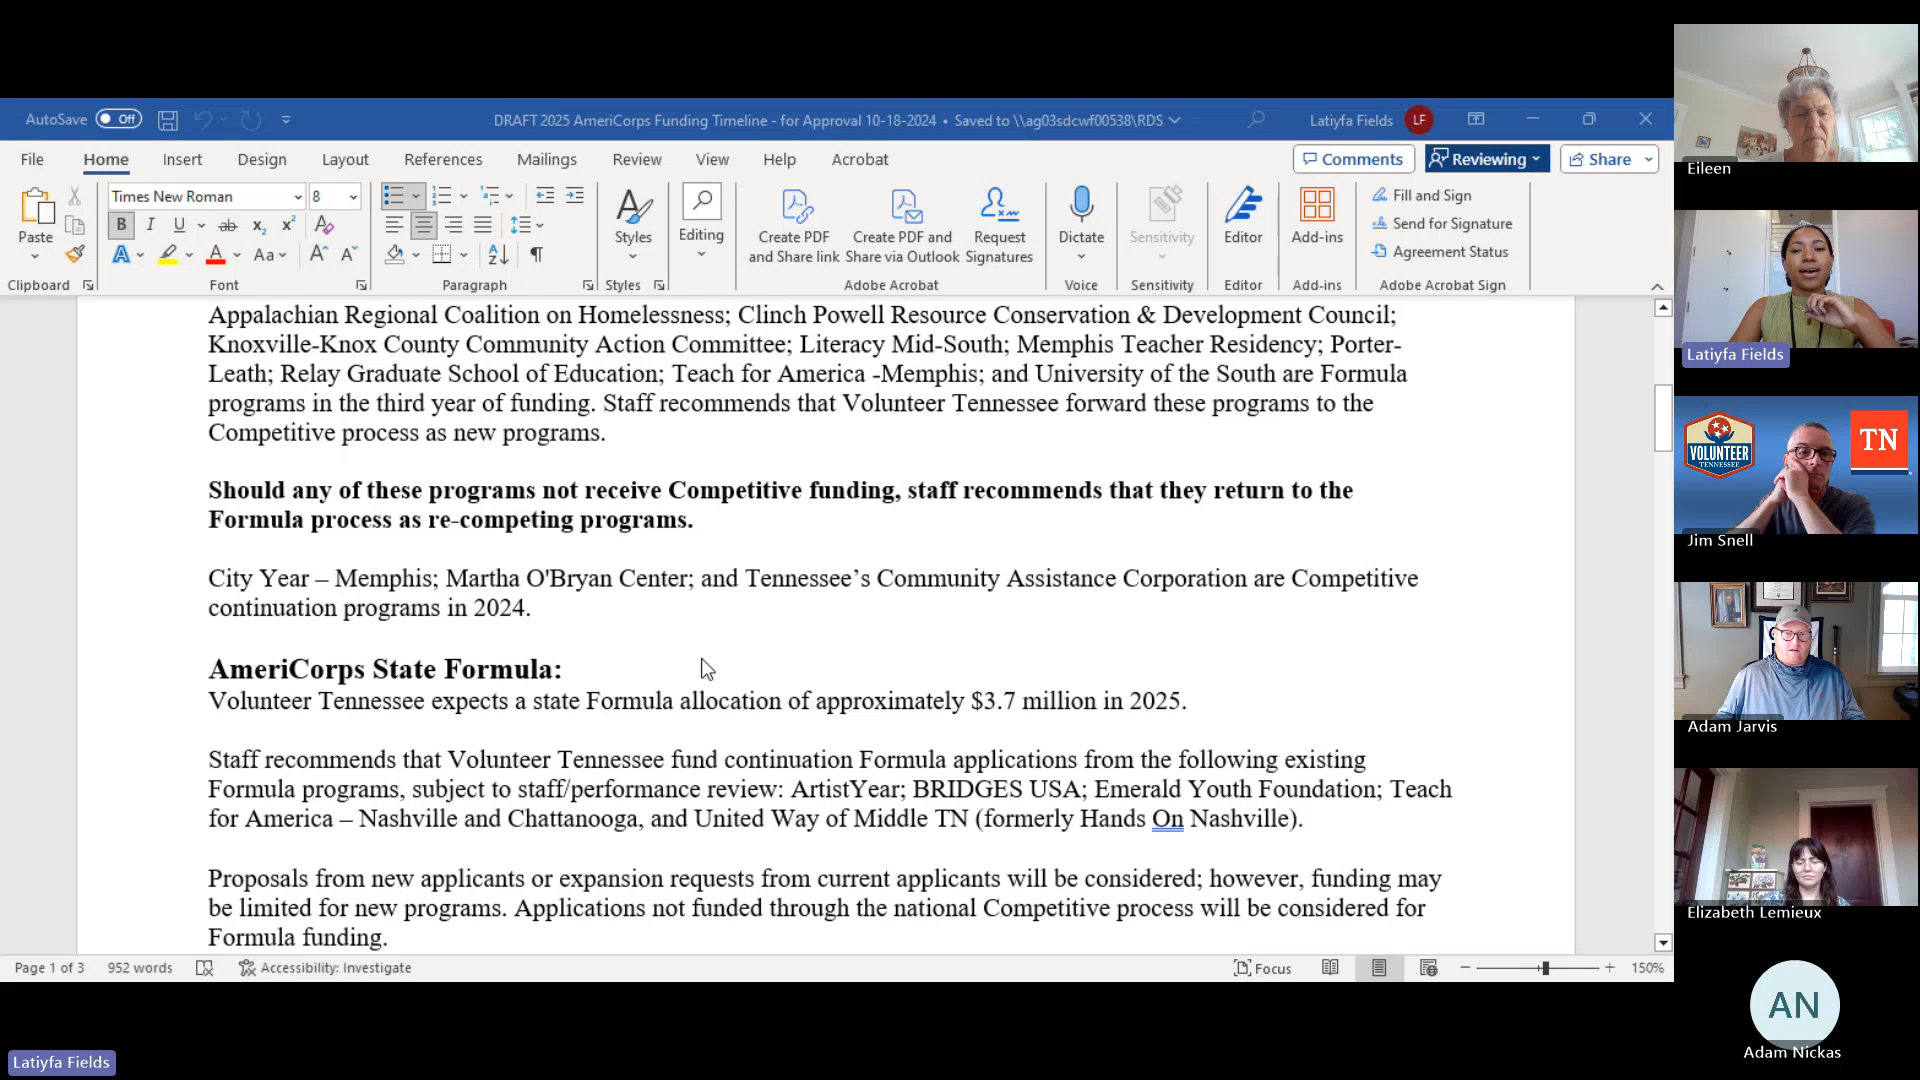 AutoSave Off
DRAFT 2025 AmeriCorps Funding Timeline - for Approval 10-18-2024 • Saved to \\ag03sdcwf00538\RDS
Latiyfa Fields LF
File Home Insert Design Layout References Mailings Review View Help Acrobat
Comments Reviewing Share
Paste
Clipboard
Times New Roman 8
Font
Paragraph
Styles
Styles
Editing
Create PDF and Share link
Create PDF and Share via Outlook
Request Signatures
Adobe Acrobat
Dictate
Voice
Sensitivity
Sensitivity
Editor
Editor
Add-ins
Add-ins
Fill and Sign
Send for Signature
Agreement Status
Adobe Acrobat Sign
Appalachian Regional Coalition on Homelessness; Clinch Powell Resource Conservation & Development Council;
Knoxville-Knox County Community Action Committee; Literacy Mid-South; Memphis Teacher Residency; Porter-
Leath; Relay Graduate School of Education; Teach for America -Memphis; and University of the South are Formula
programs in the third year of funding. Staff recommends that Volunteer Tennessee forward these programs to the
Competitive process as new programs.
Should any of these programs not receive Competitive funding, staff recommends that they return to the
Formula process as re-competing programs.
City Year – Memphis; Martha O'Bryan Center; and Tennessee’s Community Assistance Corporation are Competitive
continuation programs in 2024.
AmeriCorps State Formula:
Volunteer Tennessee expects a state Formula allocation of approximately $3.7 million in 2025.
Staff recommends that Volunteer Tennessee fund continuation Formula applications from the following existing
Formula programs, subject to staff/performance review: ArtistYear; BRIDGES USA; Emerald Youth Foundation; Teach
for America – Nashville and Chattanooga, and United Way of Middle TN (formerly Hands On Nashville).
Proposals from new applicants or expansion requests from current applicants will be considered; however, funding may
be limited for new programs. Applications not funded through the national Competitive process will be considered for
Formula funding.
Page 1 of 3 952 words Accessibility: Investigate
Focus 150%
Eileen
Latiyfa Fields
VOLUNTEER
TENNESSEE
TN
Jim Snell
Adam Jarvis
Elizabeth Lemieux
AN
Adam Nickas
Latiyfa Fields